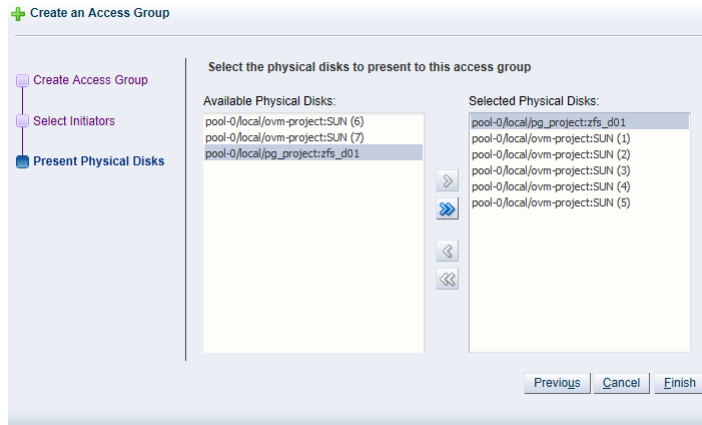 Create an Access Group
Create Access Group
Select Initiators
Present Physical Disks
Select the physical disks to present to this access group
Available Physical Disks:
pool-0/local/ovm-project:SUN (6)
pool-0/local/ovm-project:SUN (7)
pool-0/local/pg_project:zfs_d01
Selected Physical Disks:
pool-0/local/pg_project:zfs_d01
pool-0/local/ovm-project:SUN (1)
pool-0/local/ovm-project:SUN (2)
pool-0/local/ovm-project:SUN (3)
pool-0/local/ovm-project:SUN (4)
pool-0/local/ovm-project:SUN (5)
Previous Cancel Finish